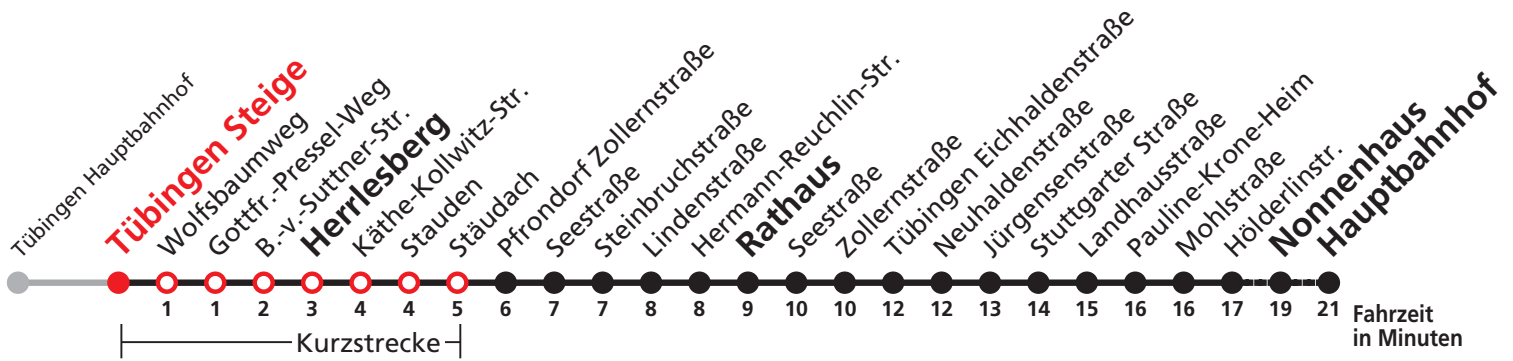 Tübingen Hauptbahnhof
Tübingen Steige
Wolfsbaumweg
Gottfr.-Pressel-Weg
B.-v.-Suttner-Str.
Herrlesberg
Käthe-Kollwitz-Str.
Stauden
Stäudach
Pfrondorf Zollernstraße
Seestraße
Steinbruchstraße
Lindenstraße
Hermann-Reuchlin-Str.
Rathaus
Seestraße
Zollernstraße
Tübingen Eichhaldenstraße
Neuhaldenstraße
Jürgensenstraße
Stuttgarter Straße
Landhausstraße
Pauline-Krone-Heim
Mohlstraße
Hölderlinstr.
Nonnenhaus
Hauptbahnhof
1 1 2 3 4 4 5 6 7 7 8 8 9 10 10 12 12 13 14 15 16 16 17 19 21 Fahrzeit
in Minuten
Kurzstrecke